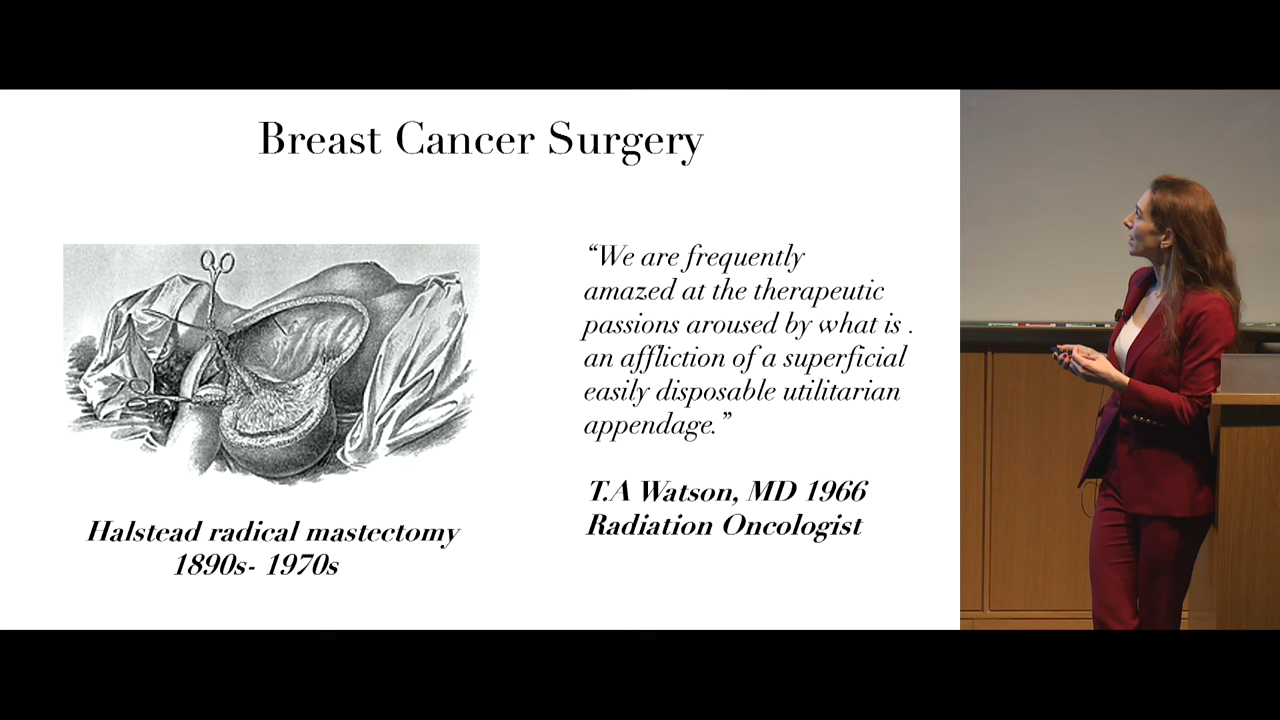 Breast Cancer Surgery
“We are frequently
amazed at the therapeutic
passions aroused by what is .
an affliction of a superficial
easily disposable utilitarian
appendage.”
T.A Watson, MD 1966
Radiation Oncologist
Halstead radical mastectomy
1890s- 1970s